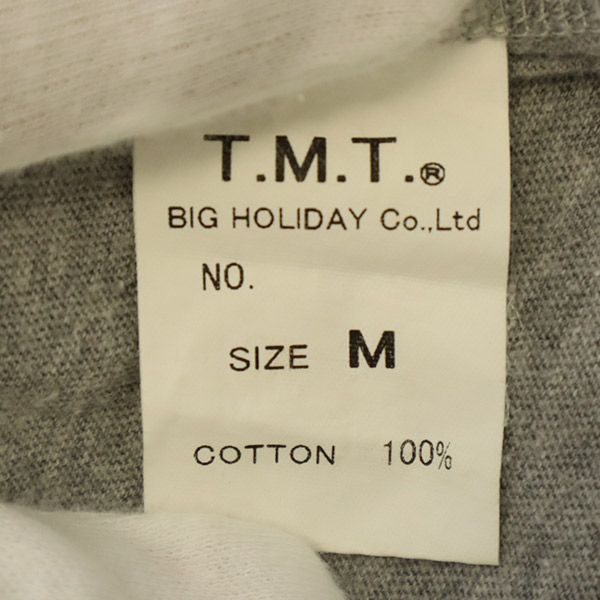 T.M.T.®
BIG HOLIDAY Co.,Ltd
NO.
SIZE M
COTTON 100%